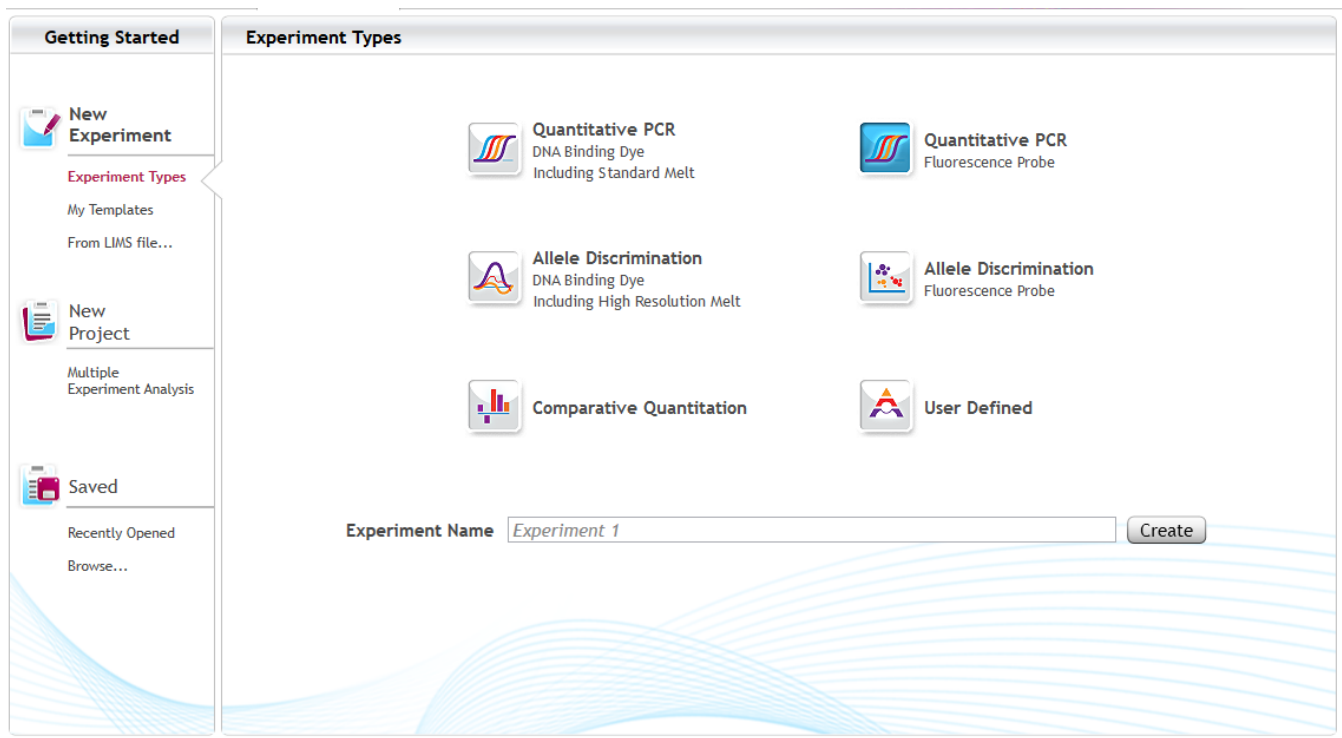 Getting Started
New
Experiment
Experiment Types
My Templates
From LIMS file...
New
Project
Multiple
Experiment Analysis
Saved
Recently Opened
Browse...
Experiment Types
Quantitative PCR
DNA Binding Dye
Including Standard Melt
Quantitative PCR
Fluorescence Probe
Allele Discrimination
DNA Binding Dye
Including High Resolution Melt
Allele Discrimination
Fluorescence Probe
Comparative Quantitation
User Defined
Experiment Name
Experiment 1
Create